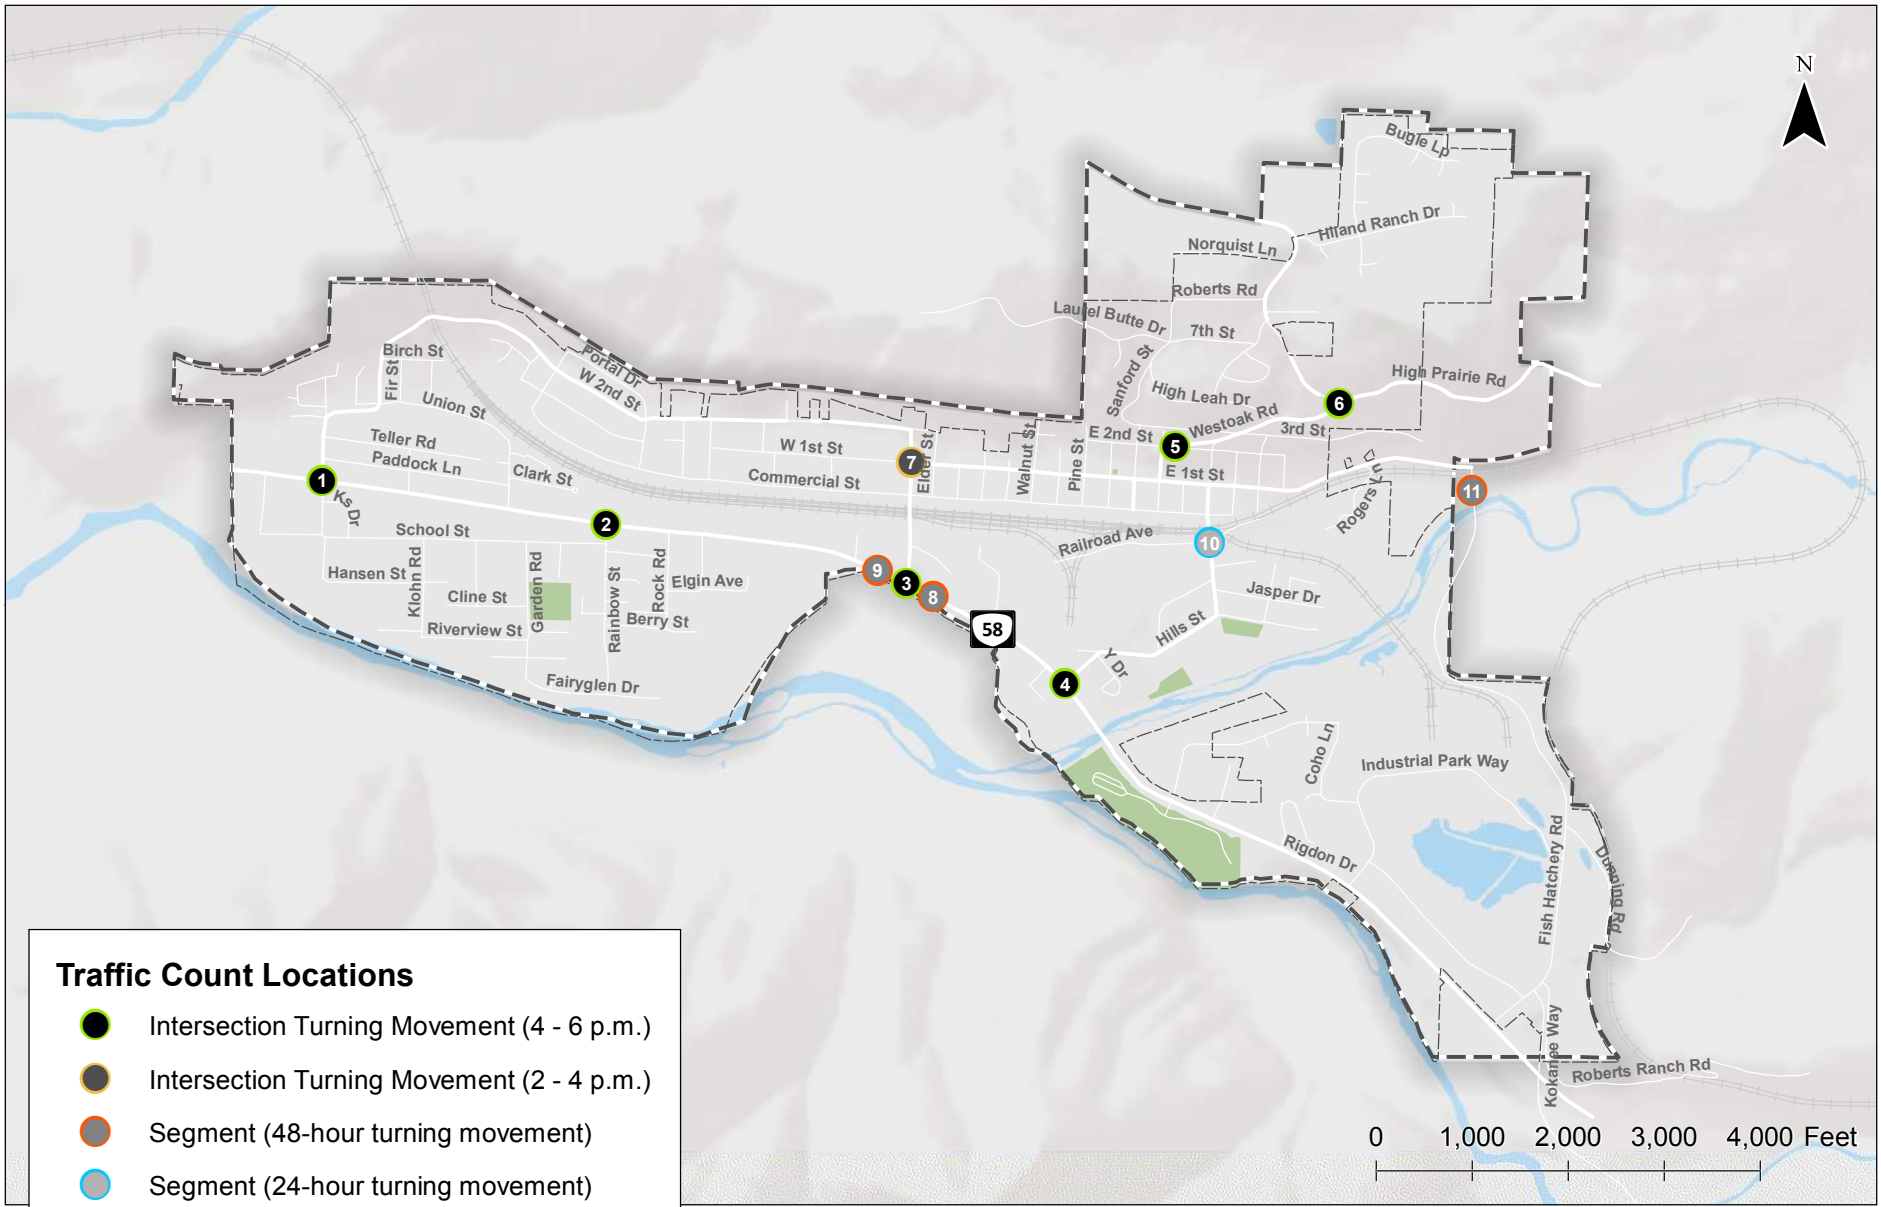 N
Bugle Lp
Hiland Ranch Dr
Norquist Ln
Roberts Rd
Laurel Butte Dr
7th St
Sanford St
High Leah Dr
High Prairie Rd
6
Westoak Rd
3rd St
E 2nd St
5
E 1st St
Birch St
Fir St
Portal Dr
W 2nd St
Union St
Teller Rd
Paddock Ln
Clark St
W 1st St
Commercial St
7
Elder St
Walnut St
Pine St
Rogers Ln
11
1
Ks Dr
2
School St
Railroad Ave
10
Hansen St
Klohn Rd
Cline St
Garden Rd
Riverview St
Rainbow St
Rock Rd
Elgin Ave
Berry St
Fairyglen Dr
9
3
8
58
Jasper Dr
Hills St
Y Dr
4
Coho Ln
Industrial Park Way
Rigdon Dr
Fish Hatchery Rd
Dunning Rd
Kokanee Way
Roberts Ranch Rd
Traffic Count Locations
Intersection Turning Movement (4 - 6 p.m.)
Intersection Turning Movement (2 - 4 p.m.)
Segment (48-hour turning movement)
Segment (24-hour turning movement)
0 1,000 2,000 3,000 4,000 Feet